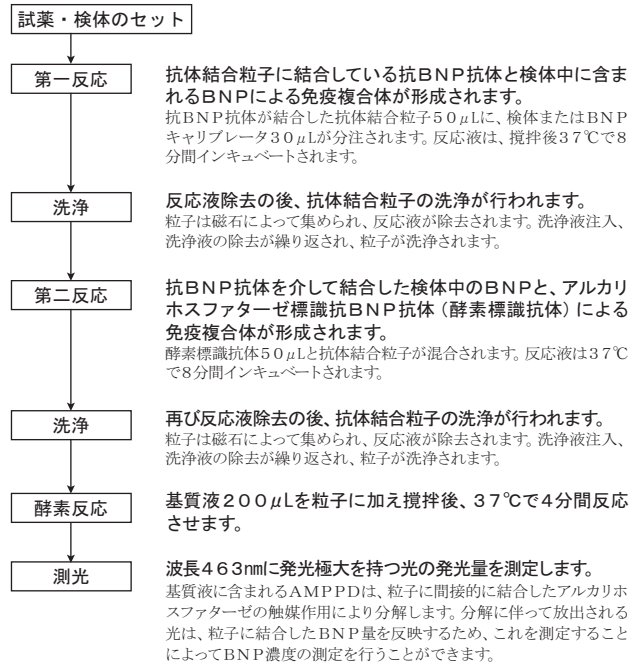 試薬・検体のセット
第一反応
抗体結合粒子に結合している抗BNP抗体と検体中に含ま
れるBNPによる免疫複合体が形成されます。
抗BNP抗体が結合した抗体結合粒子50μLに、検体またはBNP
キャリブレータ30μLが分注されます。反応液は、撹拌後37℃で8
分間インキュベートされます。
洗浄
反応液除去の後、抗体結合粒子の洗浄が行われます。
粒子は磁石によって集められ、反応液が除去されます。洗浄液注入、
洗浄液の除去が繰り返され、粒子が洗浄されます。
第二反応
抗BNP抗体を介して結合した検体中のBNPと、アルカリ
ホスファターゼ標識抗BNP抗体（酵素標識抗体）による
免疫複合体が形成されます。
酵素標識抗体50μLと抗体結合粒子が混合されます。反応液は37℃
で8分間インキュベートされます。
洗浄
再び反応液除去の後、抗体結合粒子の洗浄が行われます。
粒子は磁石によって集められ、反応液が除去されます。洗浄液注入、
洗浄液の除去が繰り返され、粒子が洗浄されます。
酵素反応
基質液200μLを粒子に加え撹拌後、37℃で4分間反応
させます。
測光
波長463nmに発光極大を持つ光の発光量を測定します。
基質液に含まれるAMPPDは、粒子に間接的に結合したアルカリホ
スファターゼの触媒作用により分解します。分解に伴って放出される
光は、粒子に結合したBNP量を反映するため、これを測定すること
によってBNP濃度の測定を行うことができます。